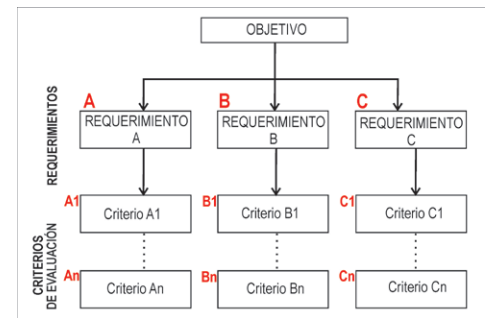 OBJETIVO
REQUERIMIENTOS
A
B
C
REQUERIMIENTO
A
REQUERIMIENTO
B
REQUERIMIENTO
C
CRITERIOS
DE EVALUACIÓN
A1
Criterio A1
B1
Criterio B1
C1
Criterio C1
An
Criterio An
Bn
Criterio Bn
Cn
Criterio Cn